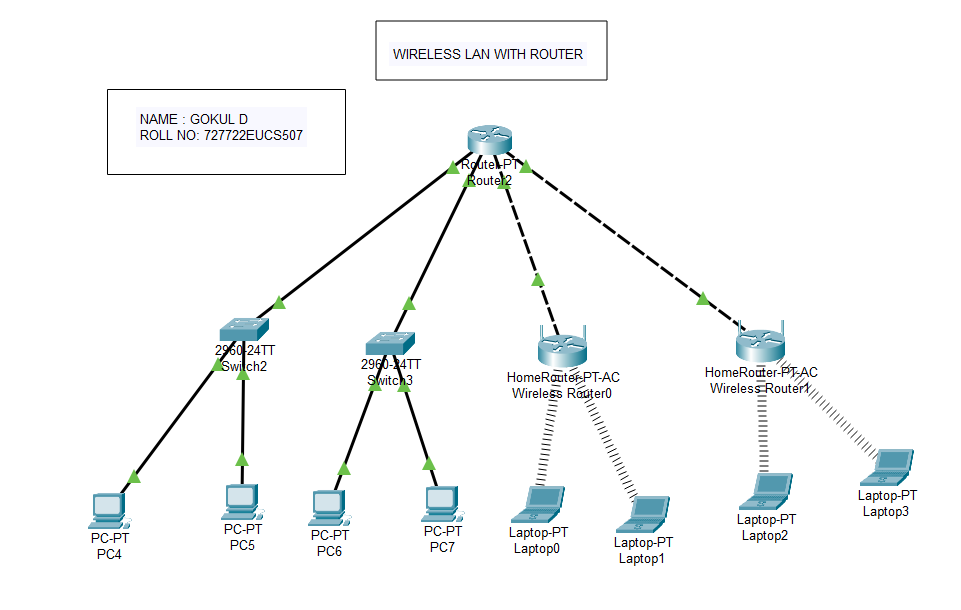 WIRELESS LAN WITH ROUTER
NAME : GOKUL D
ROLL NO: 727722EUCS507
Router-PT
Router2
2960-24TT
Switch2
2960-24TT
Switch3
HomeRouter-PT-AC
Wireless Router0
HomeRouter-PT-AC
Wireless Router1
PC-PT
PC4
PC-PT
PC5
PC-PT
PC6
PC-PT
PC7
Laptop-PT
Laptop0
Laptop-PT
Laptop1
Laptop-PT
Laptop2
Laptop-PT
Laptop3